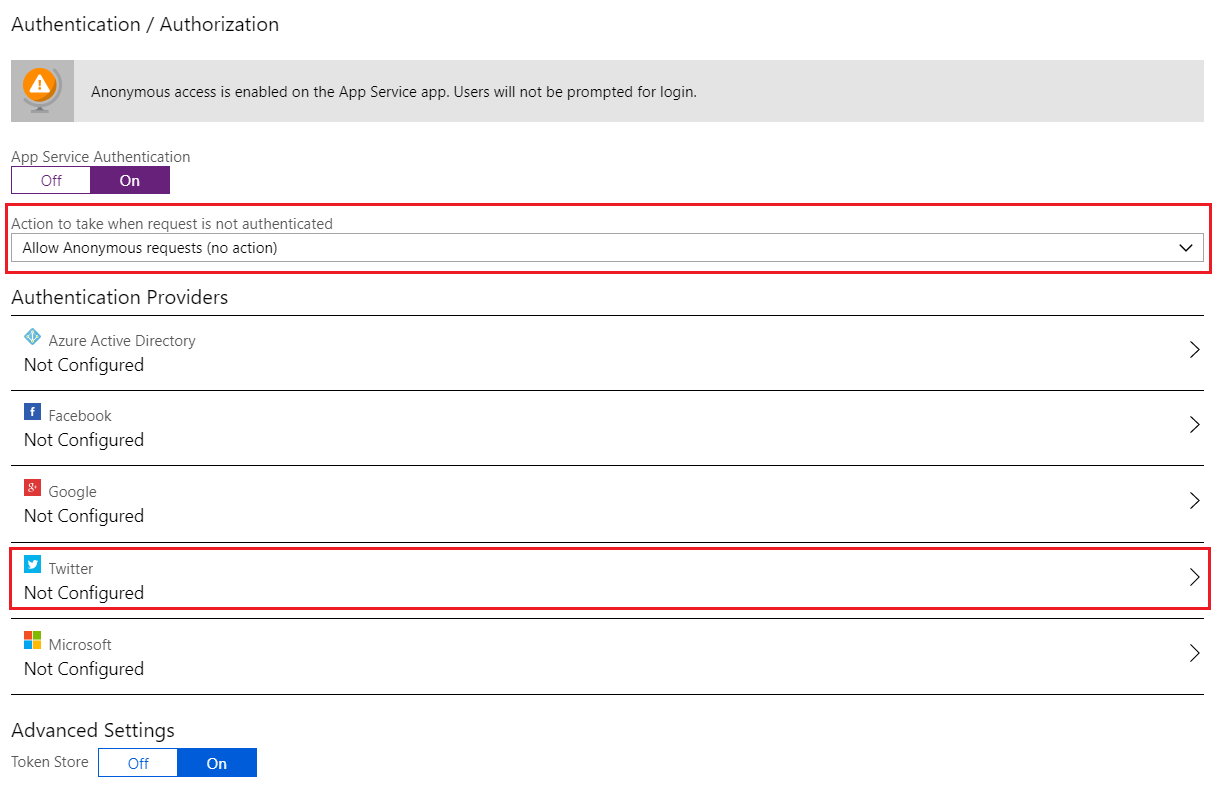 Authentication / Authorization
Anonymous access is enabled on the App Service app. Users will not be prompted for login.
App Service Authentication
Off On
Action to take when request is not authenticated
Allow Anonymous requests (no action)
Authentication Providers
Azure Active Directory
Not Configured
Facebook
Not Configured
Google
Not Configured
Twitter
Not Configured
Microsoft
Not Configured
Advanced Settings
Token Store Off On